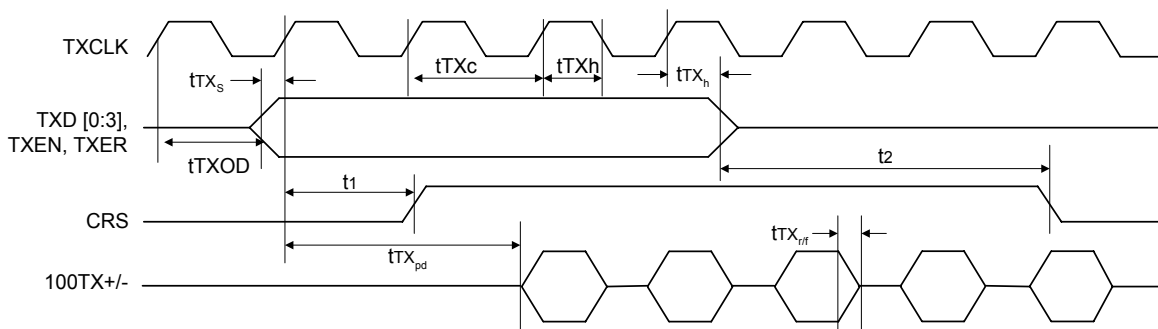 TXCLK
tTXS
tTXc
tTXh
tTXh
TXD [0:3],
TXEN, TXER
tTXOD
t1
t2
CRS
tTXpd
tTXr/f
100TX+/-